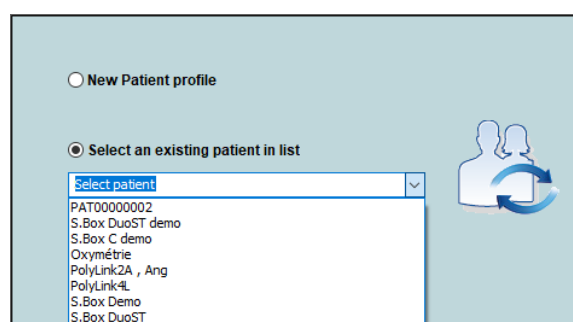 New Patient profile
Select an existing patient in list
Select patient
PAT00000002
S.Box DuoST demo
S.Box C demo
Oxymétrie
PolyLink2A , Ang
PolyLink4L
S.Box Demo
S.Box DuoST